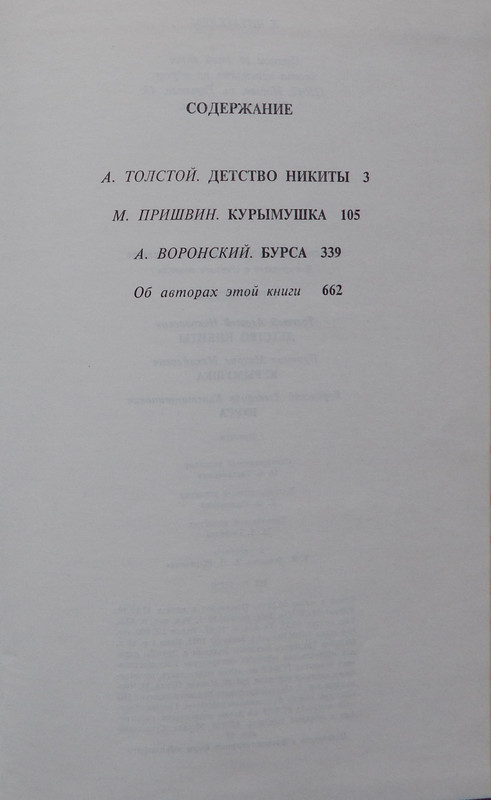 СОДЕРЖАНИЕ
А. ТОЛСТОЙ. ДЕТСТВО НИКИТЫ 3
М. ПРИШВИН. КУРЫМУШКА 105
А. ВОРОНСКИЙ. БУРСА 339
Об авторах этой книги 662